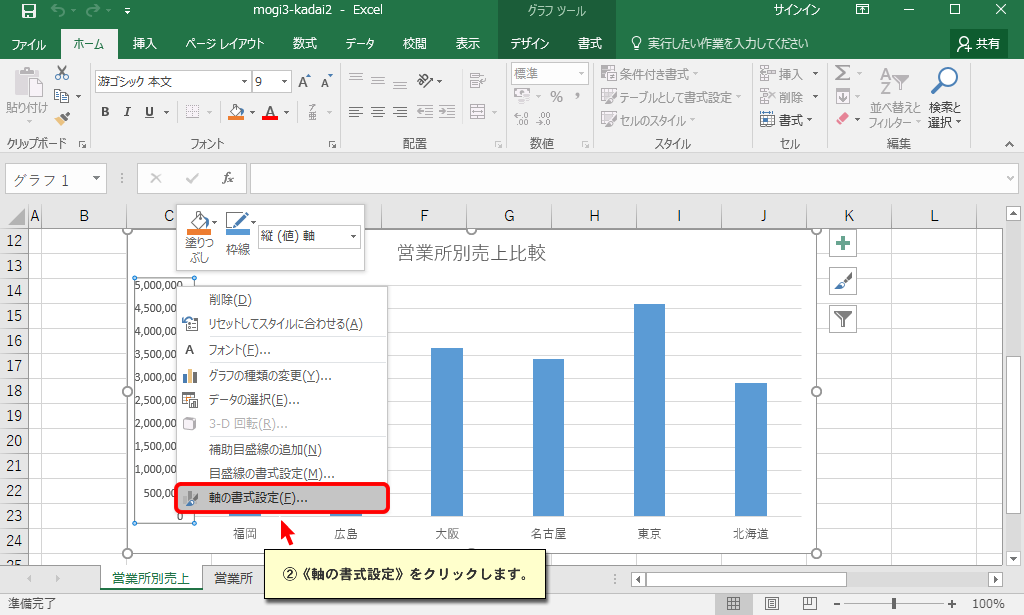 mogi3-kadai2 - Excel
グラフ ツール
サインイン
ファイル ホーム 挿入 ページ レイアウト 数式 データ 校閲 表示 デザイン 書式 実行したい作業を入力してください 共有
貼り付け
クリップボード
游ゴシック 本文 9
A A
B I U
A
フォント
配置
標準
% ,
数値
条件付き書式
テーブルとして書式設定
セルのスタイル
スタイル
挿入
削除
書式
セル
Σ
並べ替えと
フィルター
検索と
選択
編集
グラフ 1
fx
A B C F G H I J K L
12
13
14
15
16
17
18
19
20
21
22
23
24
25
塗りつ
ぶし
枠線
縦 (値) 軸
営業所別売上比較
5,000,00
4,500,00
4,000,00
3,500,00
3,000,00
2,500,00
2,000,00
1,500,00
1,000,00
500,00
0
削除(D)
リセットしてスタイルに合わせる(A)
A フォント(F)...
グラフの種類の変更(Y)...
データの選択(E)...
3-D 回転(R)...
補助目盛線の追加(N)
目盛線の書式設定(M)...
軸の書式設定(F)...
福岡 広島 大阪 名古屋 東京 北海道
②《軸の書式設定》をクリックします。
営業所別売上 営業所
準備完了
100%